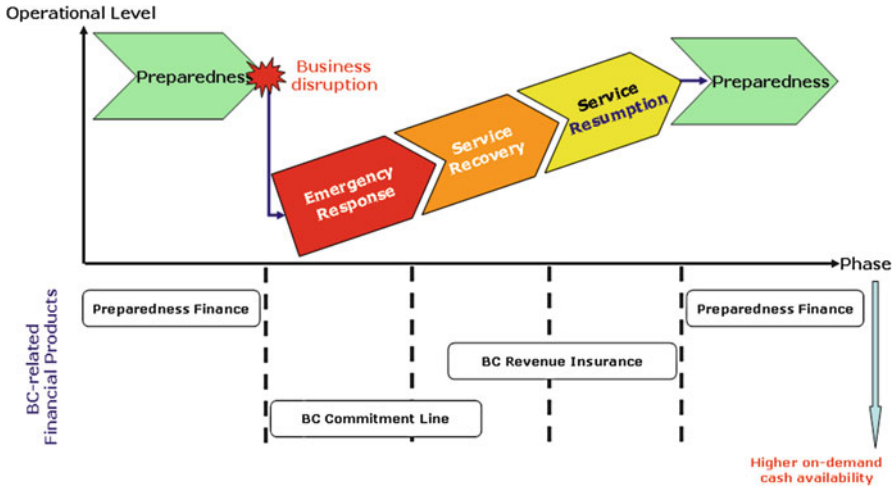 Operational Level
Preparedness
Business
disruption
Emergency
Response
Service
Recovery
Service
Resumption
Preparedness
Phase
BC-related
Financial Products
Preparedness Finance
Preparedness Finance
BC Revenue Insurance
BC Commitment Line
Higher on-demand
cash availability